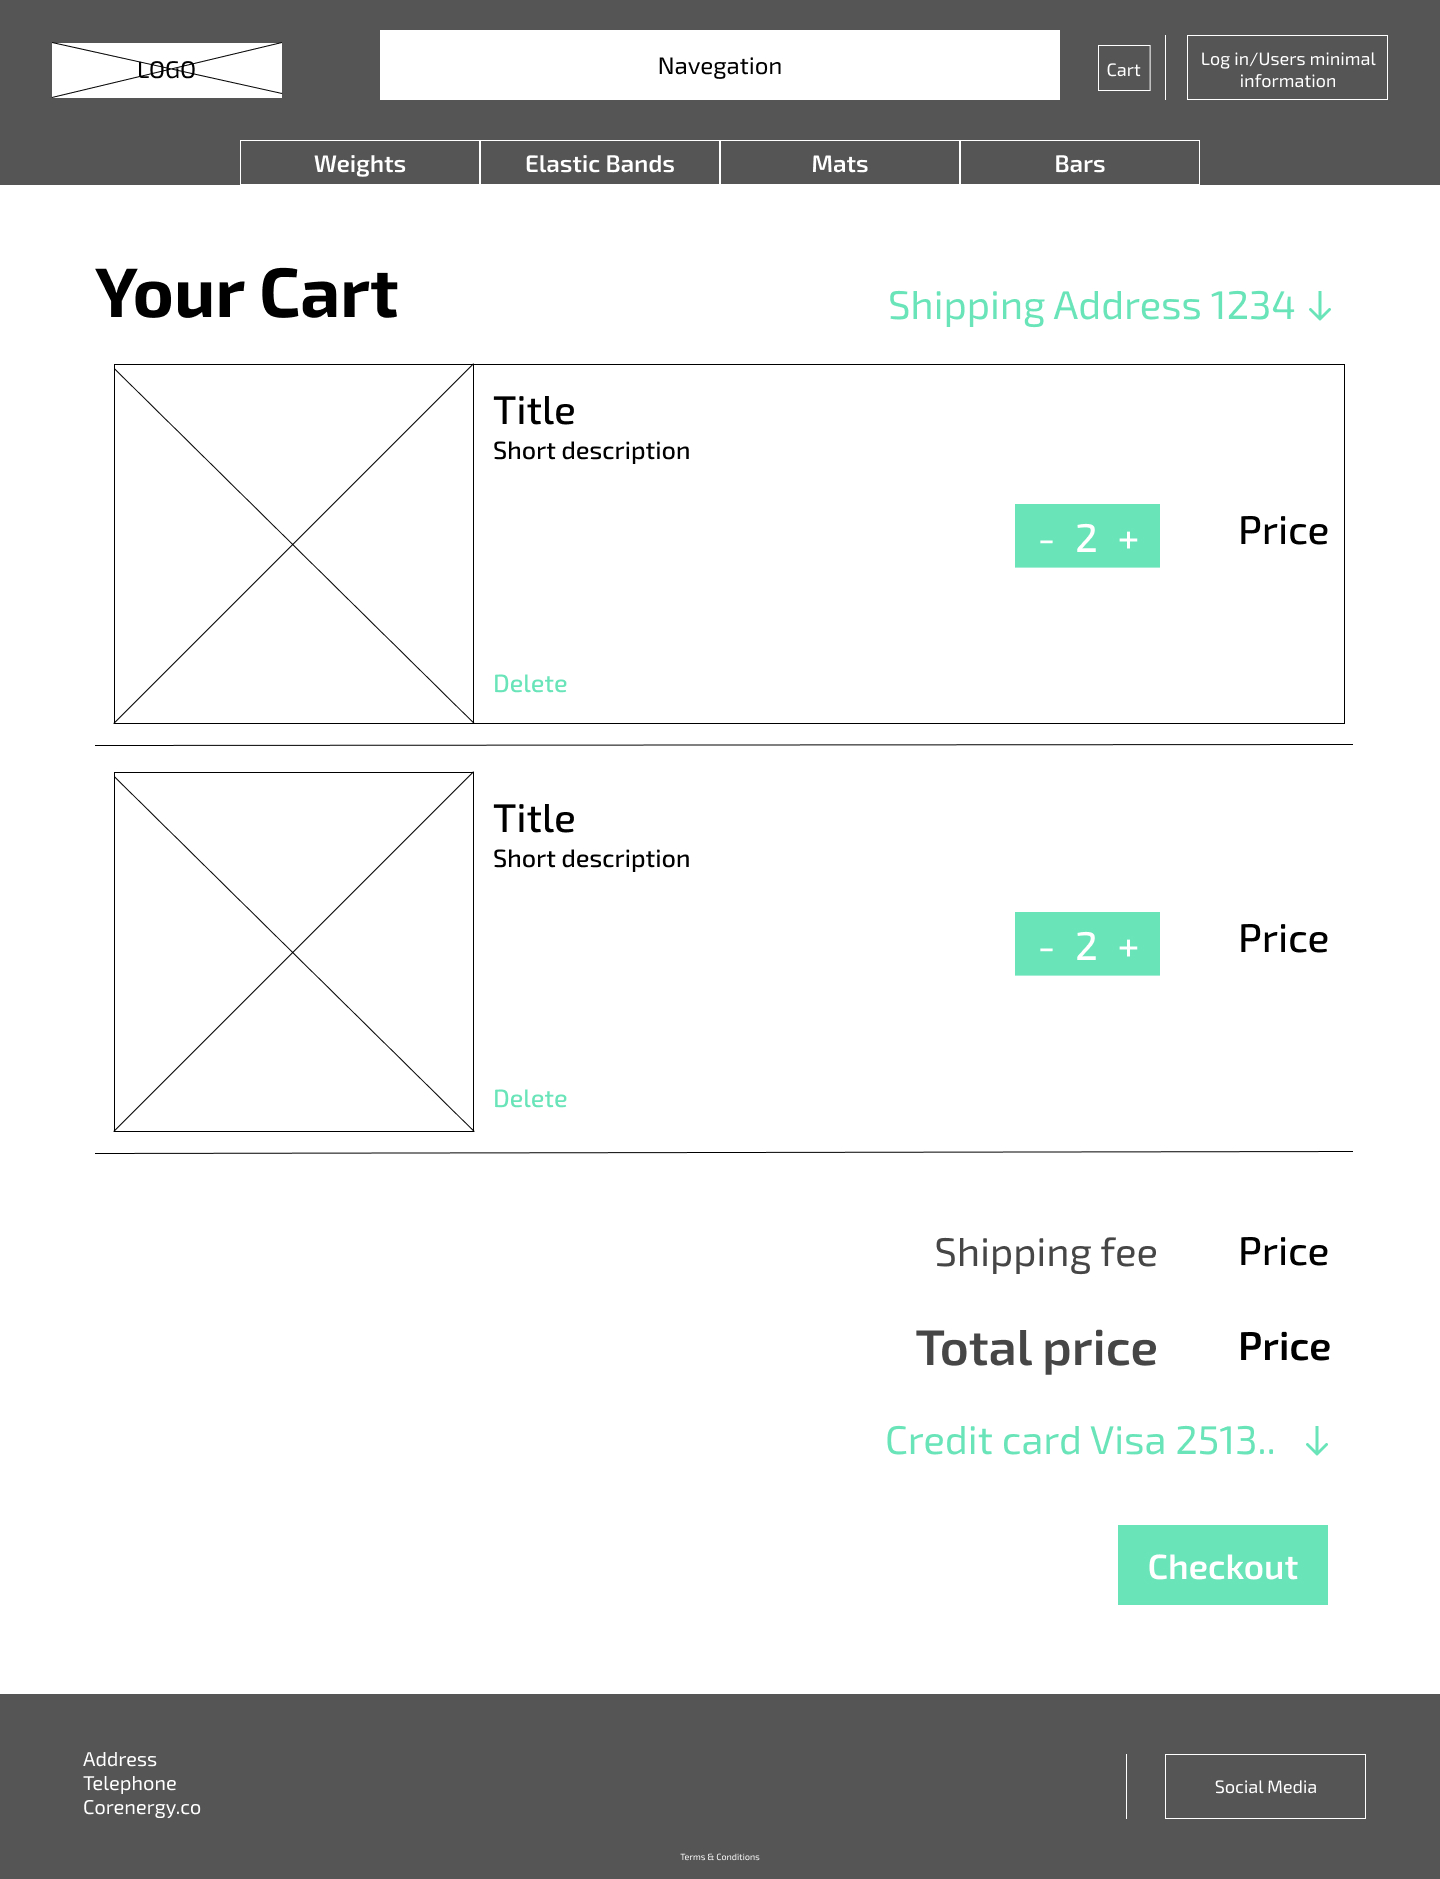 LOGO
Navegation
Cart
Log in/Users minimal
information
Weights
Elastic Bands
Mats
Bars
Your Cart
Shipping Address 1234 ↓
Title
Short description
- 2 +
Price
Delete
Title
Short description
- 2 +
Price
Delete
Shipping fee
Price
Total price
Price
Credit card Visa 2513.. ↓
Checkout
Address
Telephone
Corenergy.co
Social Media
Terms & Conditions